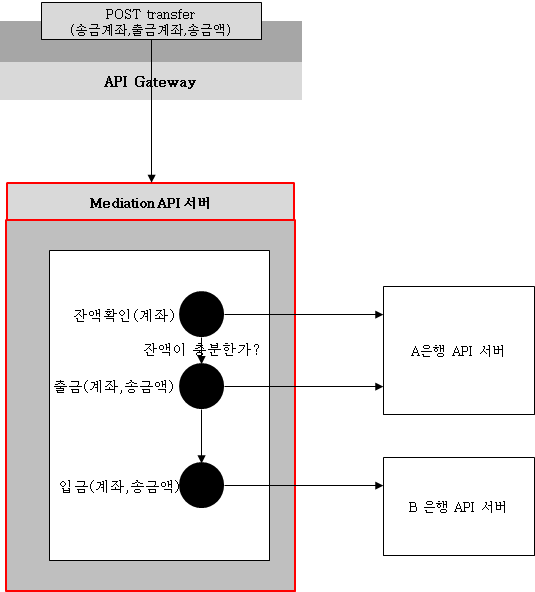 POST transfer
(송금계좌,출금계좌,송금액)
API Gateway
Mediation API 서버
잔액확인(계좌)
잔액이 충분한가?
출금(계좌,송금액)
입금(계좌,송금액)
A은행 API 서버
B 은행 API 서버